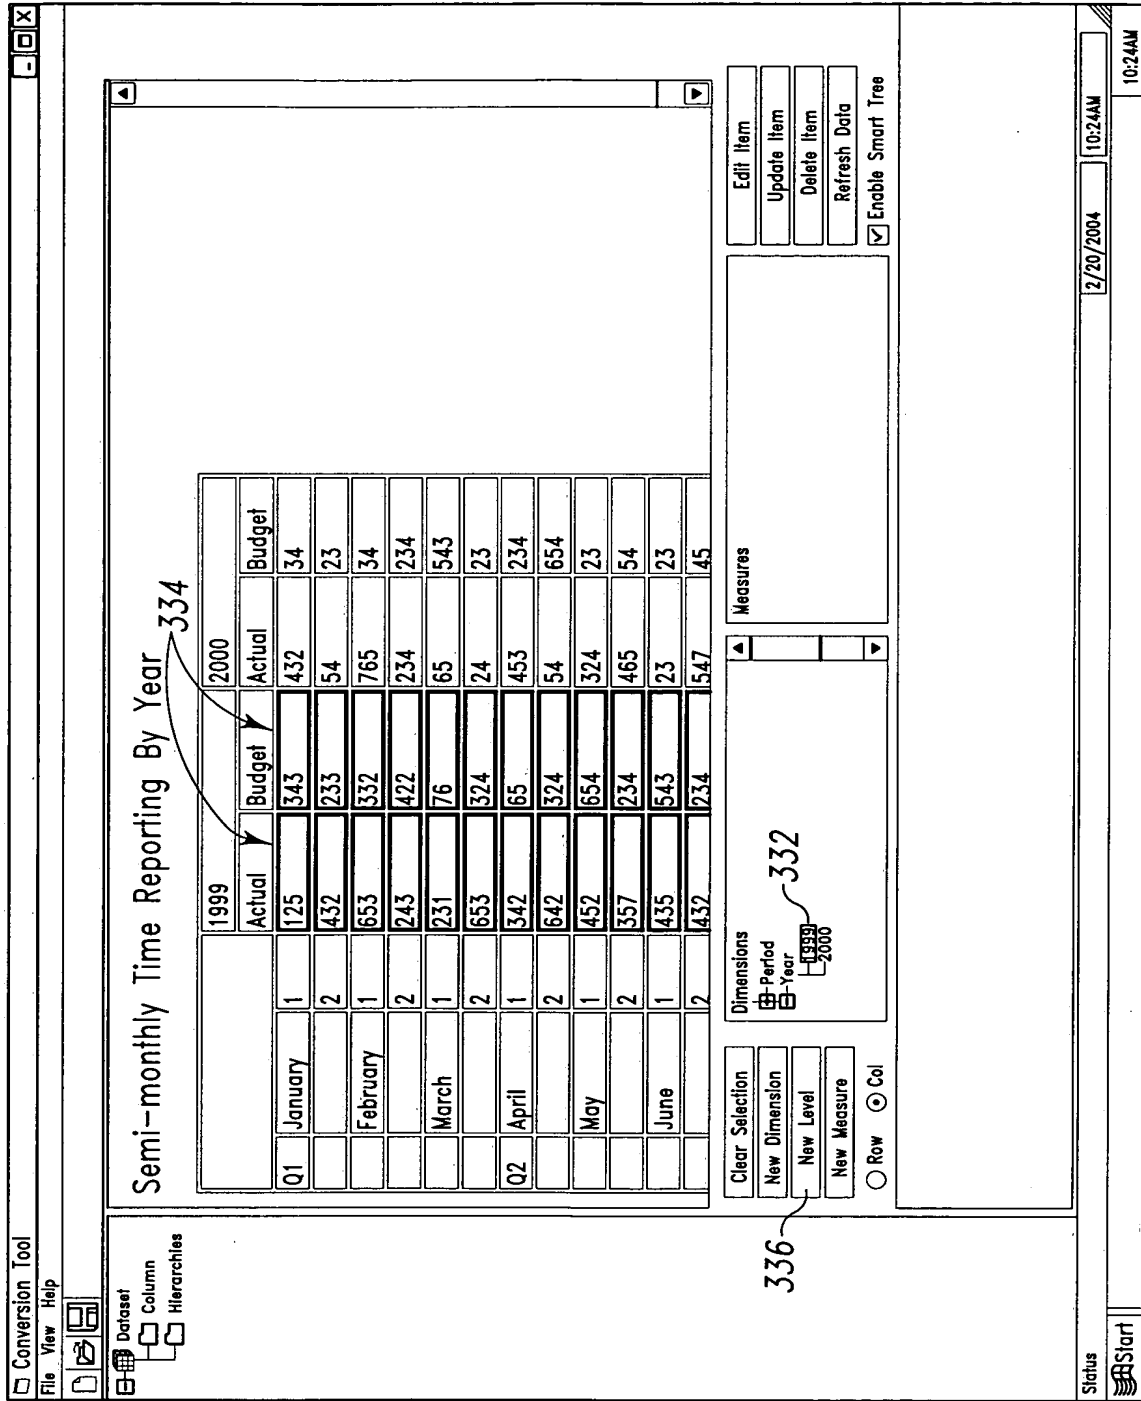 Conversion Tool
File View Help
Dataset
Column
Hierarchies
Semi-monthly Time Reporting By Year
334
1999 2000
Actual Budget Actual Budget
Q1 January 1 125 343 432 34
2 432 233 54 23
February 1 653 332 765 34
2 243 422 234 234
March 1 231 76 65 543
2 653 324 24 23
Q2 April 1 342 65 453 234
2 642 324 54 654
May 1 452 654 324 23
2 357 234 465 54
June 1 435 543 23 23
2 432 234 547 45
Clear Selection
New Dimension
New Level
New Measure
Row Col
336
Dimensions
Period
Year
1999
2000
332
Measures
Edit Item
Update Item
Delete Item
Refresh Data
Enable Smart Tree
Status 2/20/2004 10:24AM
Start 10:24AM